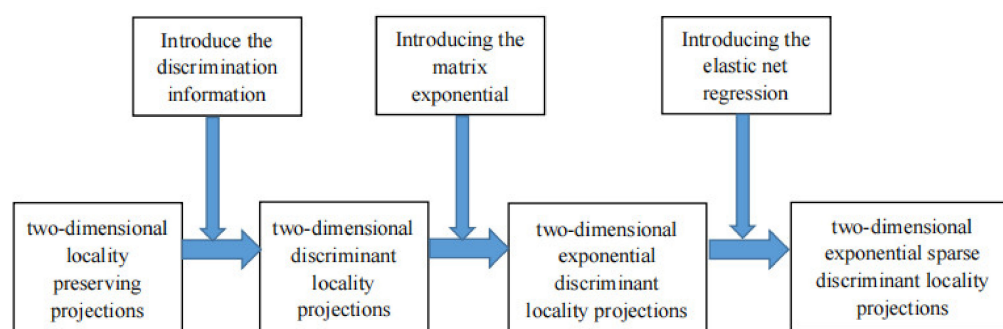 Introduce the
discrimination
information
Introducing the
matrix
exponential
Introducing the
elastic net
regression
two-dimensional
locality
preserving
projections
two-dimensional
discriminant
locality
projections
two-dimensional
exponential
discriminant
locality projections
two-dimensional
exponential sparse
discriminant locality
projections